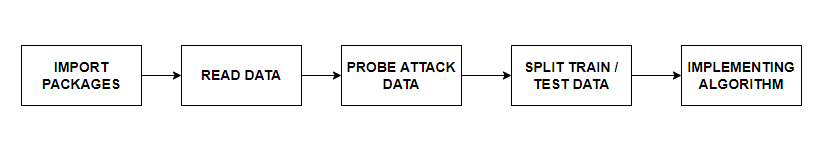 IMPORT
PACKAGES
READ DATA
PROBE ATTACK
DATA
SPLIT TRAIN /
TEST DATA
IMPLEMENTING
ALGORITHM